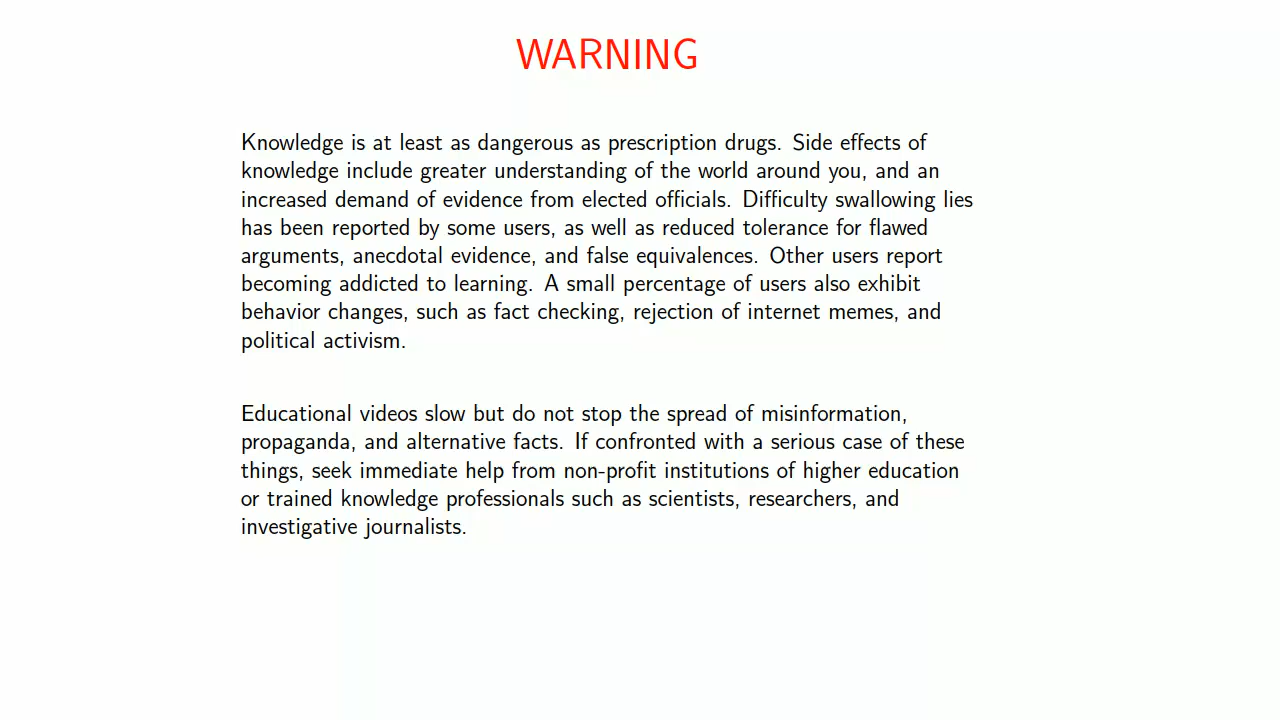 WARNING
Knowledge is at least as dangerous as prescription drugs. Side effects of
knowledge include greater understanding of the world around you, and an
increased demand of evidence from elected officials. Difficulty swallowing lies
has been reported by some users, as well as reduced tolerance for flawed
arguments, anecdotal evidence, and false equivalences. Other users report
becoming addicted to learning. A small percentage of users also exhibit
behavior changes, such as fact checking, rejection of internet memes, and
political activism.
Educational videos slow but do not stop the spread of misinformation,
propaganda, and alternative facts. If confronted with a serious case of these
things, seek immediate help from non-profit institutions of higher education
or trained knowledge professionals such as scientists, researchers, and
investigative journalists.